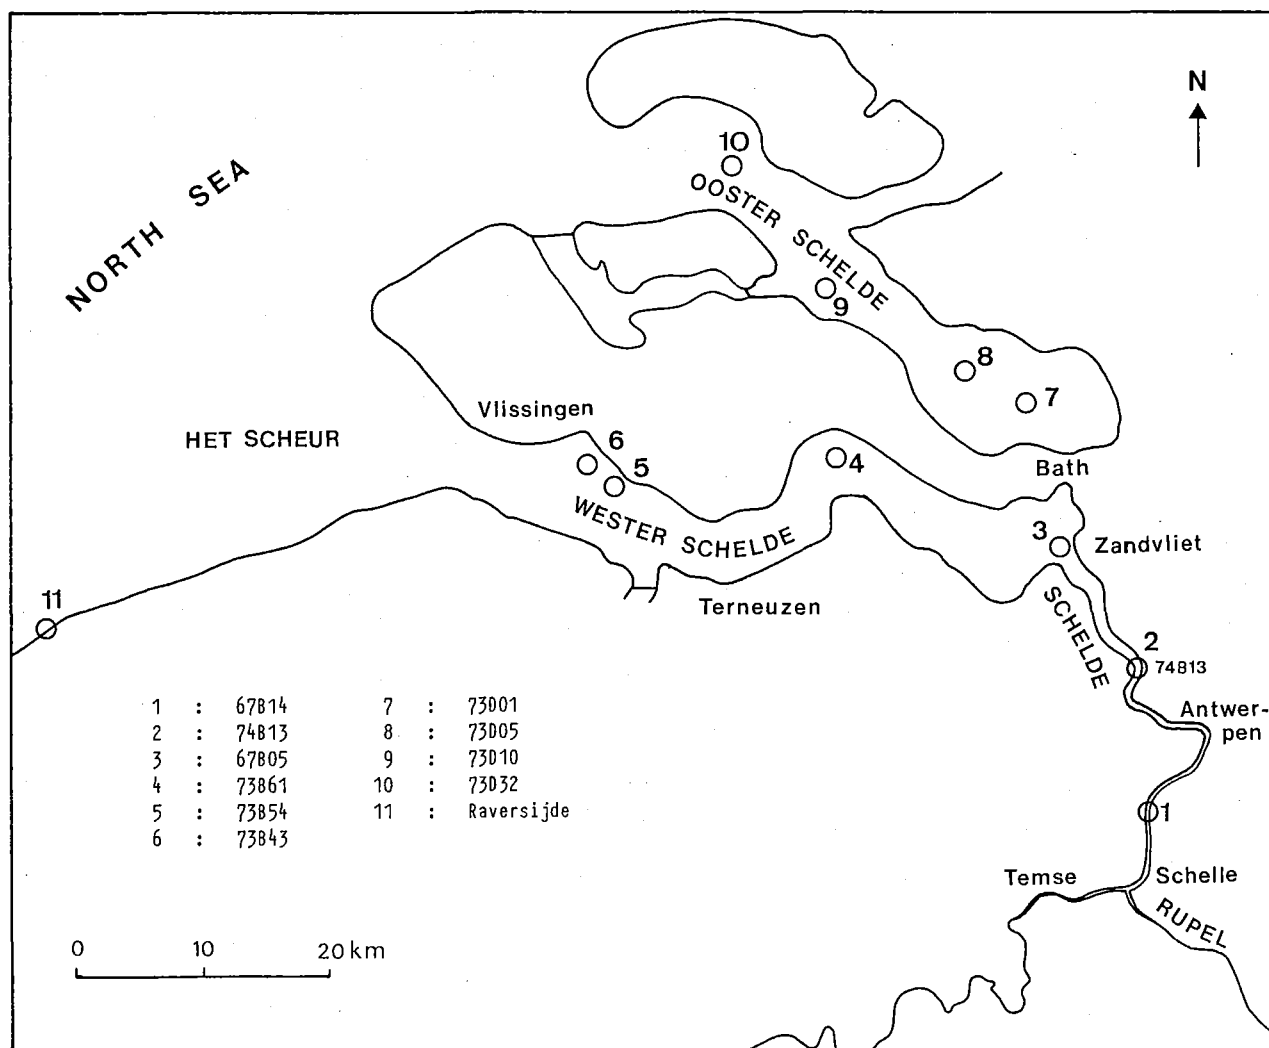 N
10
OOSTER SCHELDE
NORTH SEA
9
8
7
Vlissingen
HET SCHEUR
6
5
4
Bath
WESTER SCHELDE
3
Zandvliet
11
Terneuzen
SCHELDE
2
74B13
1 : 67B14 7 : 73D01
2 : 74B13 8 : 73D05
3 : 67B05 9 : 73D10
4 : 73B61 10 : 73D32
5 : 73B54 11 : Raversijde
6 : 73B43
Antwer-
pen
1
Temse
Schelle
RUPEL
0 10 20 km